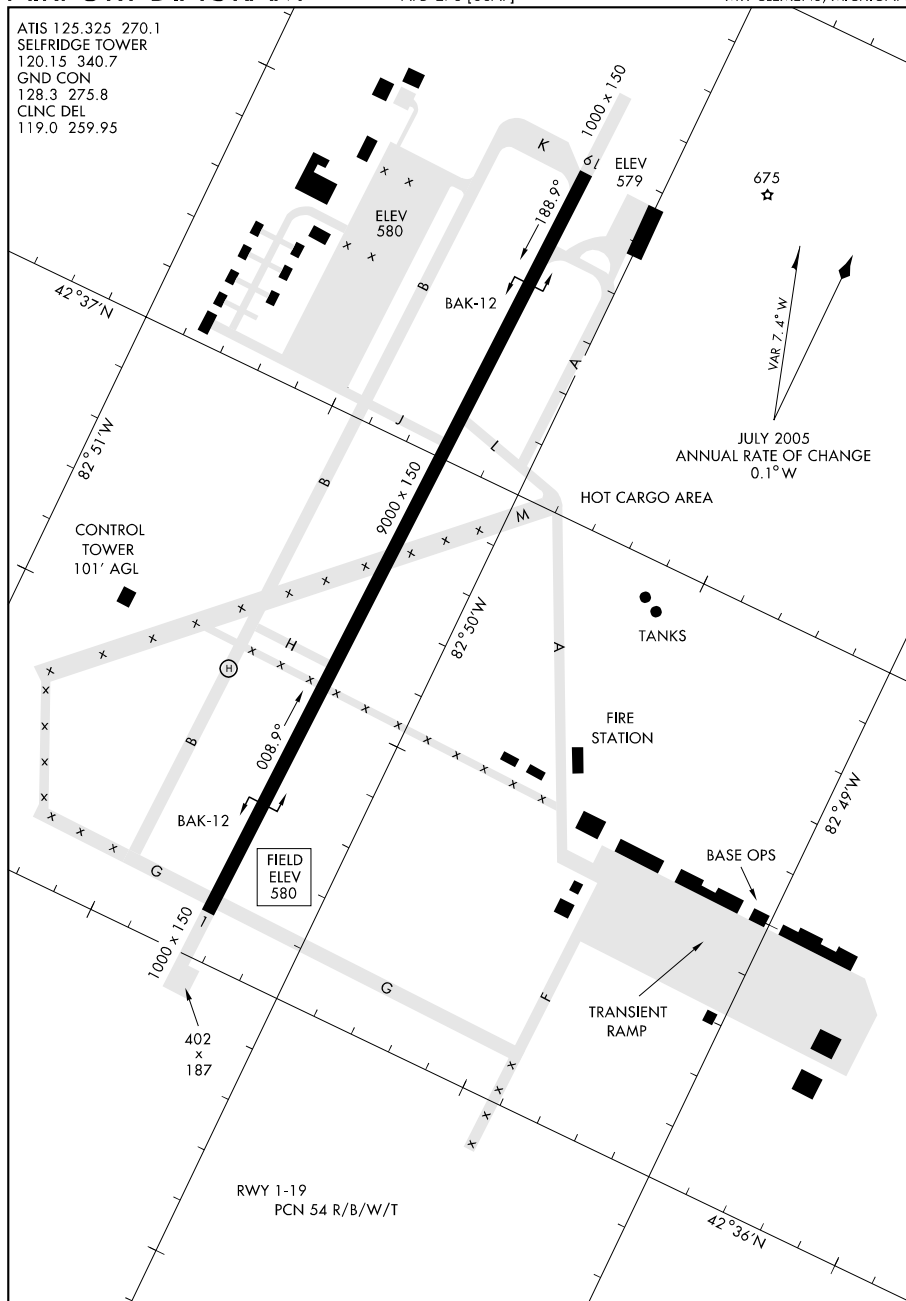 ATIS 125.325 270.1
SELFRIDGE TOWER
120.15 340.7
GND CON
128.3 275.8
CLNC DEL
119.0 259.95
1000 x 150
K
19
ELEV
579
675
188.9°
ELEV
580
B
BAK-12
42°37'N
VAR 7.4° W
A
JULY 2005
ANNUAL RATE OF CHANGE
0.1° W
82°51'W
J
L
B
9000 x 150
HOT CARGO AREA
M
CONTROL
TOWER
101' AGL
TANKS
82°50'W
H
A
H
FIRE
STATION
B
008.9°
82°49'W
BAK-12
BASE OPS
FIELD
ELEV
580
G
1
1000 x 150
G
F
TRANSIENT
RAMP
402
x
187
RWY 1-19
PCN 54 R/B/W/T
42°36'N